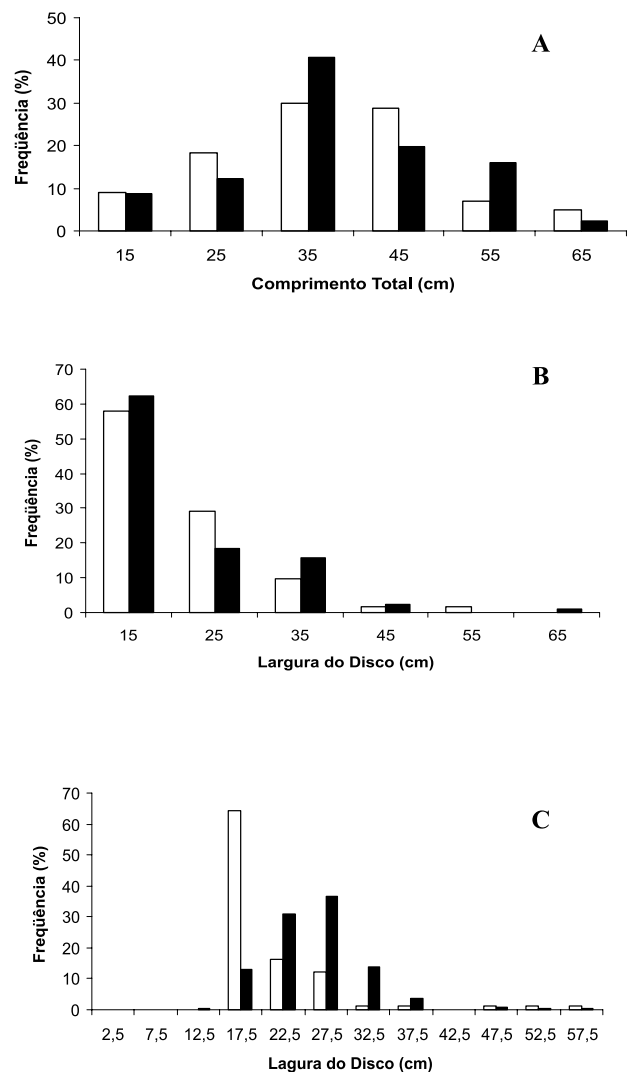 A
Freqüência (%)
50
40
30
20
10
0
15 25 35 45 55 65
Comprimento Total (cm)
B
Freqüência (%)
70
60
50
40
30
20
10
0
15 25 35 45 55 65
Largura do Disco (cm)
C
Freqüência (%)
70
60
50
40
30
20
10
0
2,5 7,5 12,5 17,5 22,5 27,5 32,5 37,5 42,5 47,5 52,5 57,5
Lagura do Disco (cm)